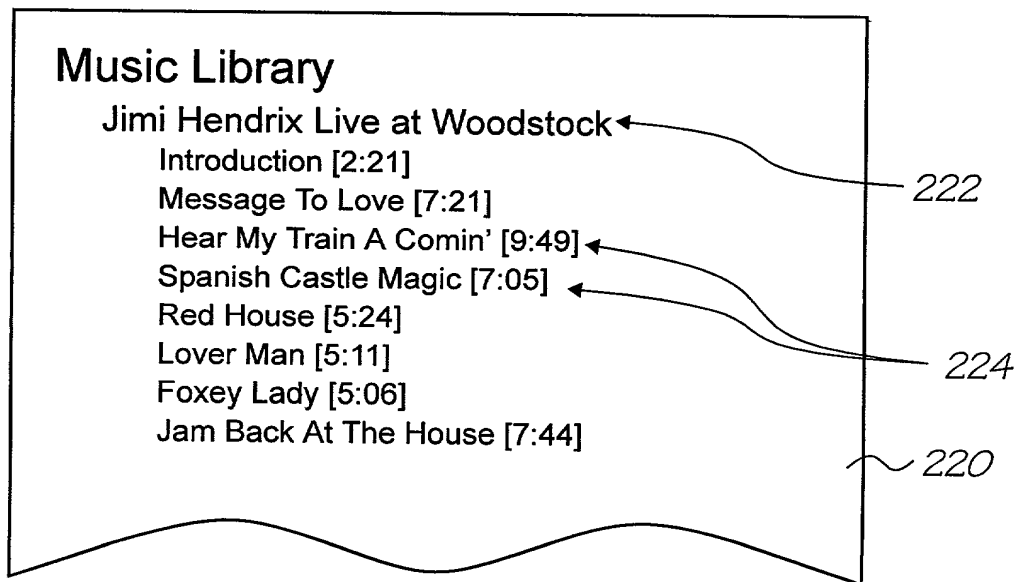 Music Library
Jimi Hendrix Live at Woodstock
222
Introduction [2:21]
Message To Love [7:21]
Hear My Train A Comin’ [9:49]
Spanish Castle Magic [7:05]
Red House [5:24]
Lover Man [5:11]
224
Foxey Lady [5:06]
Jam Back At The House [7:44]
220